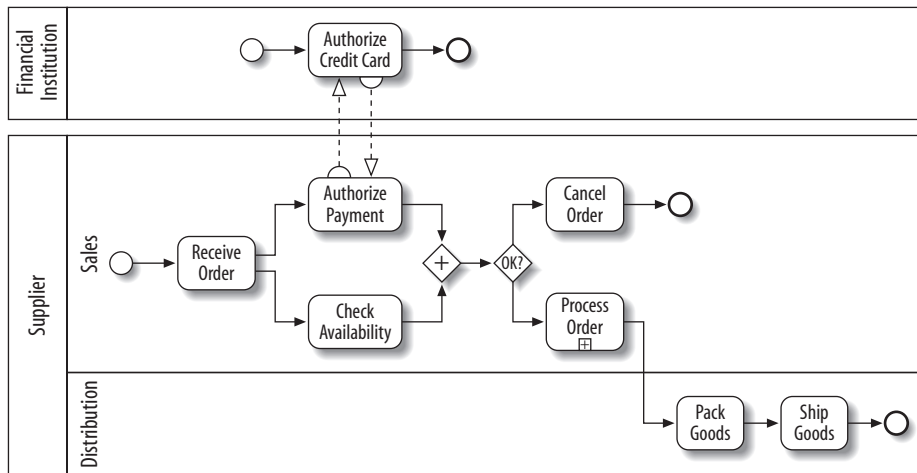 Financial
Institution
Authorize
Credit Card
Supplier
Sales
Receive
Order
Authorize
Payment
Check
Availability
+
OK?
Cancel
Order
Process
Order
+
Distribution
Pack
Goods
Ship
Goods